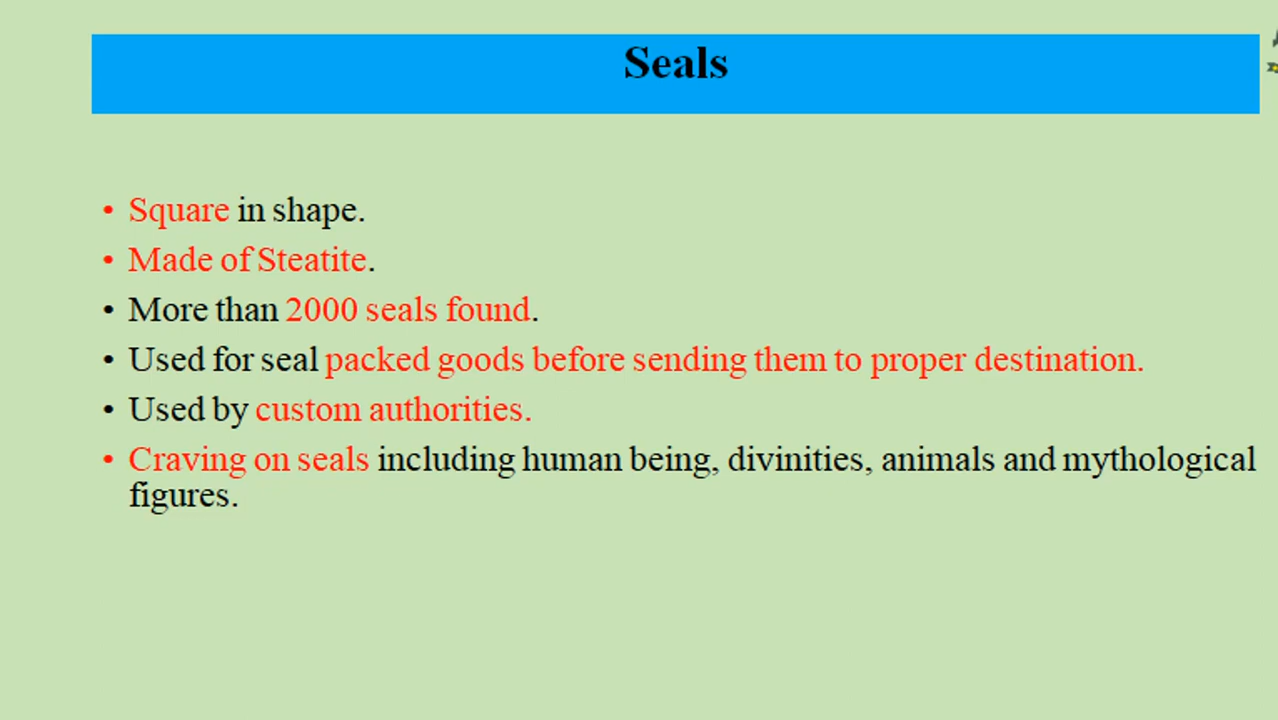 Seals
• Square in shape.
• Made of Steatite.
• More than 2000 seals found.
• Used for seal packed goods before sending them to proper destination.
• Used by custom authorities.
• Craving on seals including human being, divinities, animals and mythological
figures.